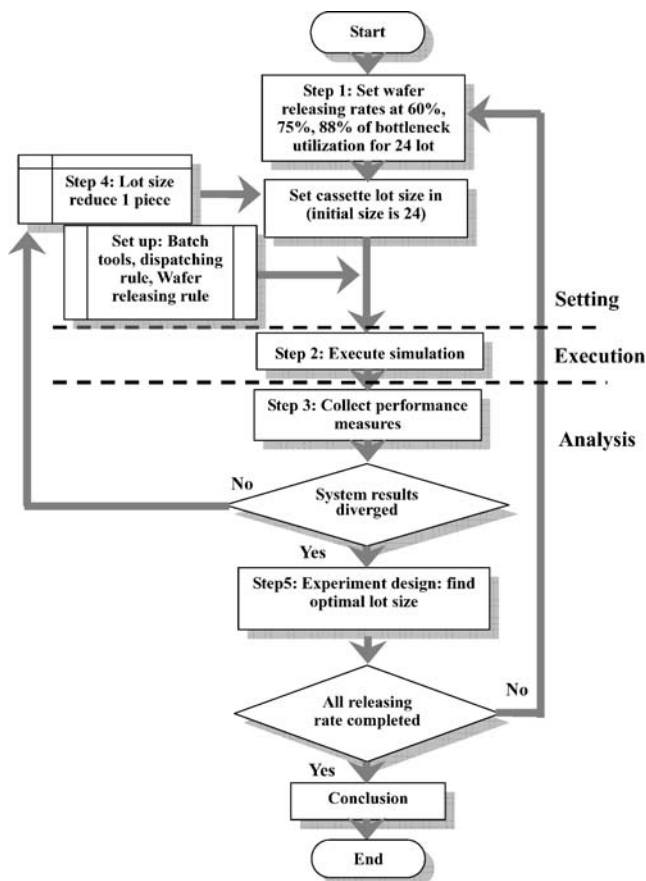 Start
Step 1: Set wafer
releasing rates at 60%,
75%, 88% of bottleneck
utilization for 24 lot
Step 4: Lot size
reduce 1 piece
Set cassette lot size in
(initial size is 24)
Set up: Batch
tools, dispatching
rule, Wafer
releasing rule
Setting
Step 2: Execute simulation
Execution
Step 3: Collect performance
measures
Analysis
No
System results
diverged
Yes
Step5: Experiment design: find
optimal lot size
No
All releasing
rate completed
Yes
Conclusion
End